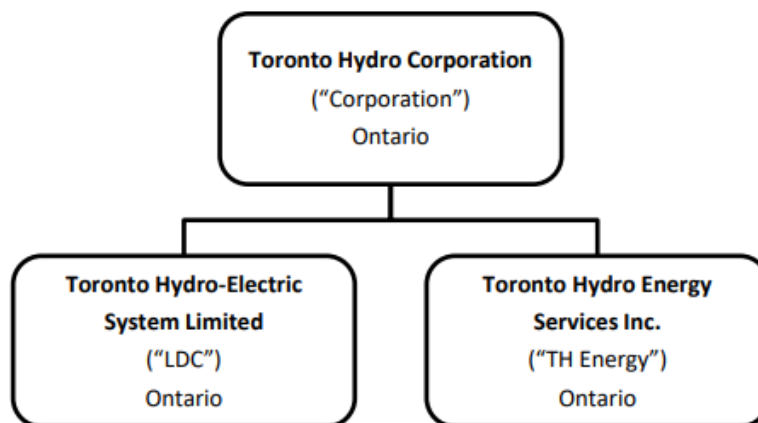 Toronto Hydro Corporation
(“Corporation”)
Ontario
Toronto Hydro-Electric
System Limited
(“LDC”)
Ontario
Toronto Hydro Energy
Services Inc.
(“TH Energy”)
Ontario